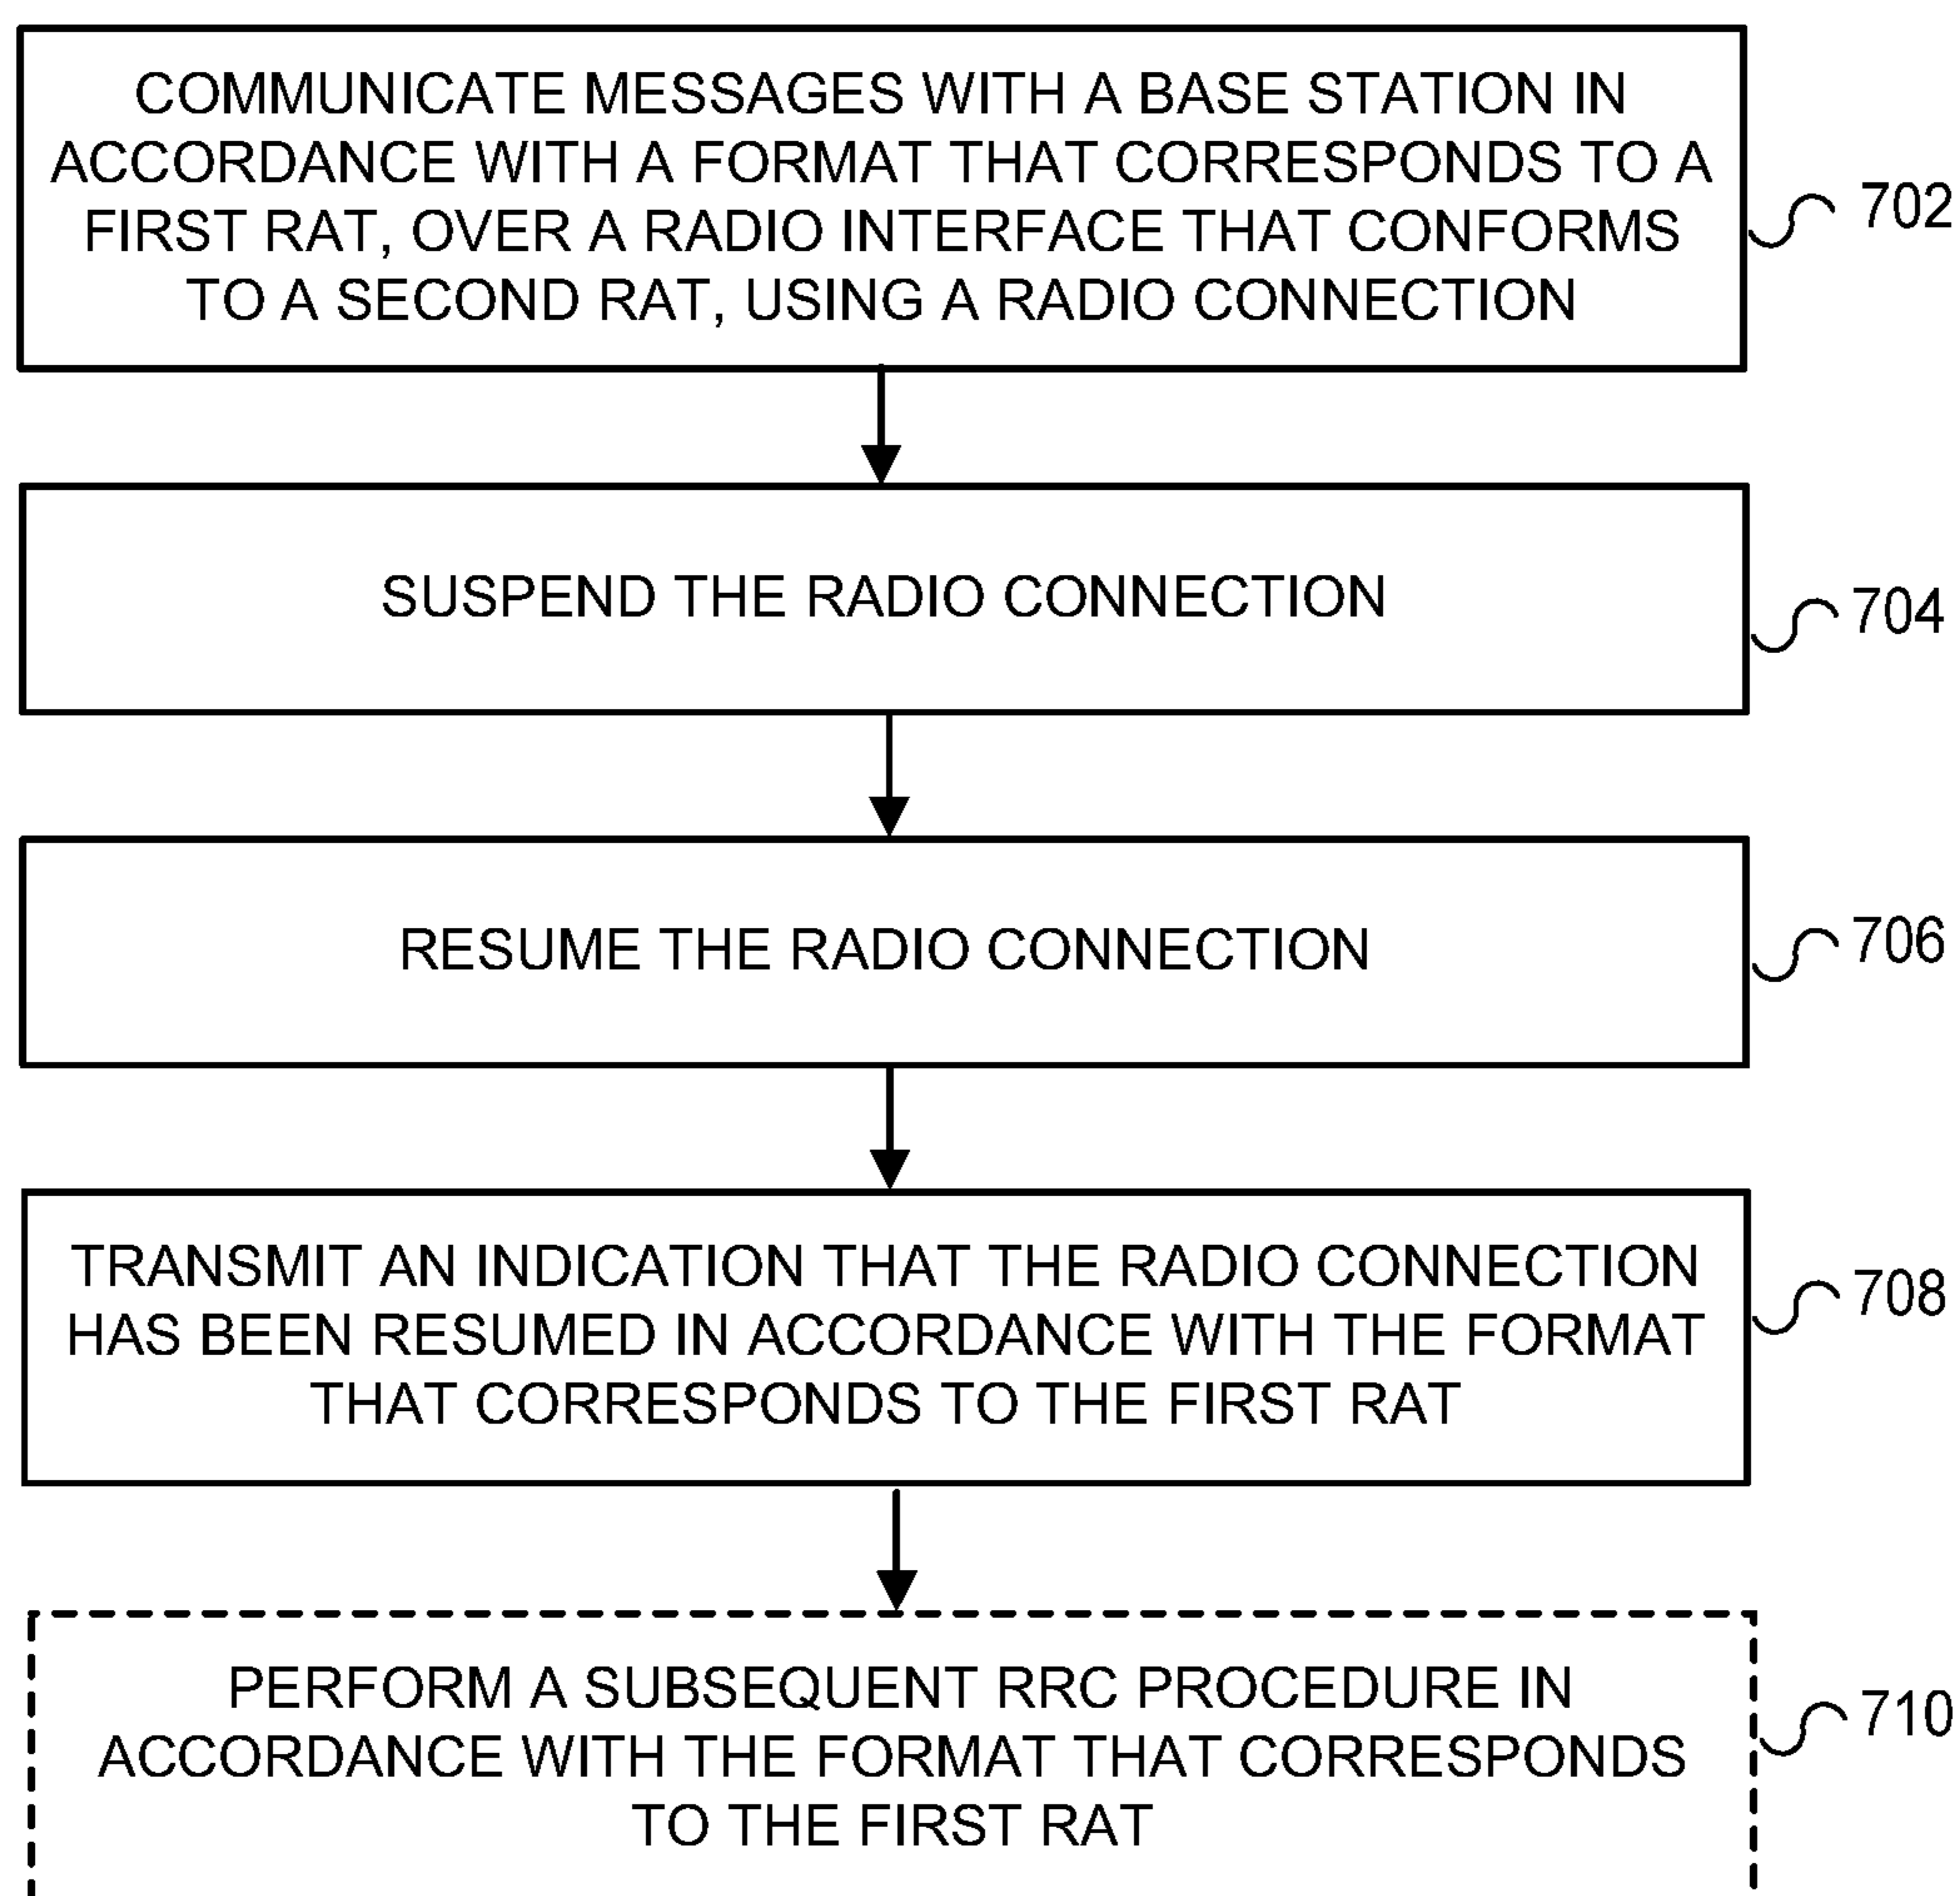 COMMUNICATE MESSAGES WITH A BASE STATION IN
ACCORDANCE WITH A FORMAT THAT CORRESPONDS TO A
FIRST RAT, OVER A RADIO INTERFACE THAT CONFORMS
TO A SECOND RAT, USING A RADIO CONNECTION
702
SUSPEND THE RADIO CONNECTION
704
RESUME THE RADIO CONNECTION
706
TRANSMIT AN INDICATION THAT THE RADIO CONNECTION
HAS BEEN RESUMED IN ACCORDANCE WITH THE FORMAT
THAT CORRESPONDS TO THE FIRST RAT
708
PERFORM A SUBSEQUENT RRC PROCEDURE IN
ACCORDANCE WITH THE FORMAT THAT CORRESPONDS
TO THE FIRST RAT
710